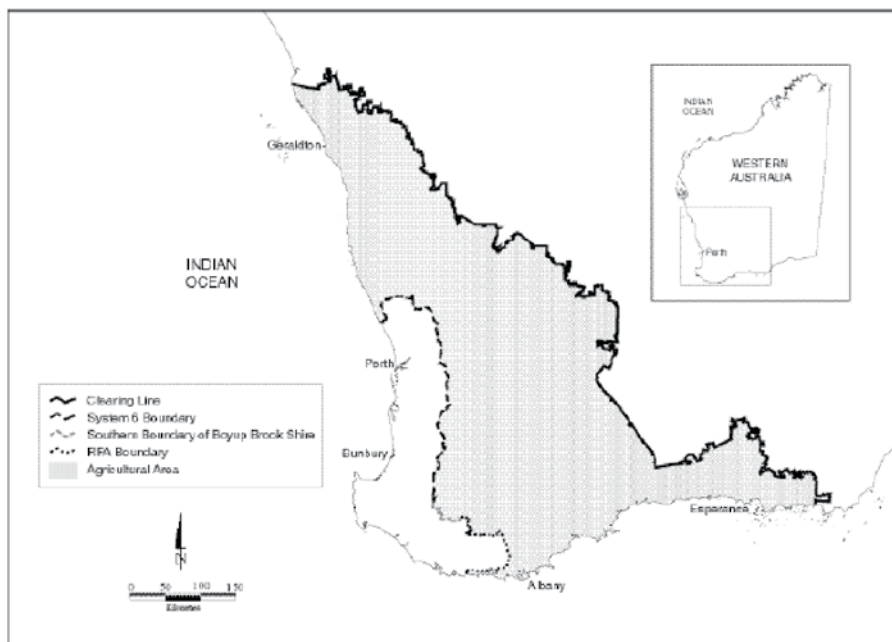 Geraldton
INDIAN
OCEAN
Perth
Bunbury
Albany
Esperance
INDIAN
OCEAN
WESTERN
AUSTRALIA
Perth
Clearing Line
System 6 Boundary
Southern Boundary of Boyup Brook Shire
RFA Boundary
Agricultural Area
N
0 50 100 150
Kilometres